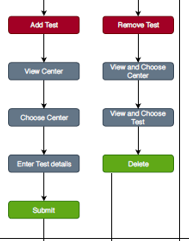 Add Test
Remove Test
View Center
View and Choose
Center
Choose Center
View and Choose
Test
Enter Test details
Delete
Submit